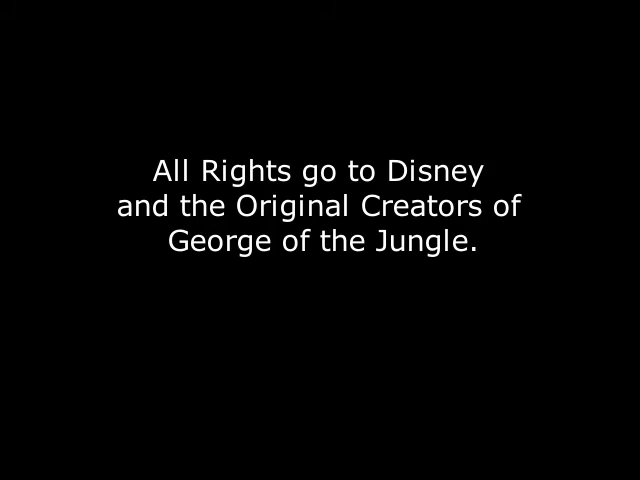 All Rights go to Disney
and the Original Creators of
George of the Jungle.